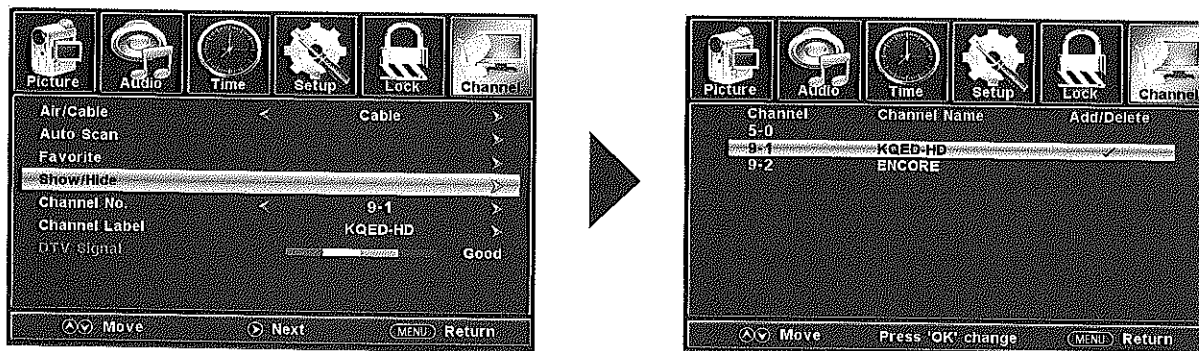 Picture Audio Time Setup Lock Channel
Air/Cable Cable
Auto Scan
Favorite
Show/Hide
Channel No. 9-1
Channel Label KQED-HD
DTV Signal Good
Move Next MENU Return
Picture Audio Time Setup Lock Channel
Channel Channel Name Add/Delete
5-0
9-1 KQED-HD
9-2 ENCORE
Move Press 'OK' change MENU Return